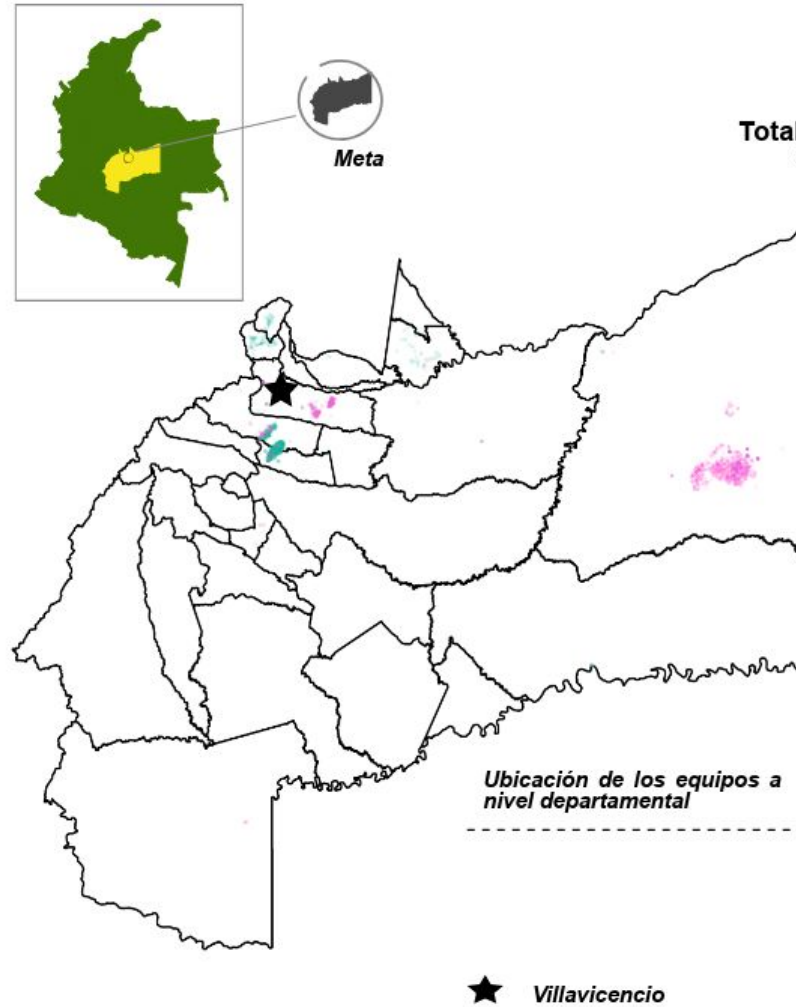 Meta
Total
Ubicación de los equipos a
nivel departamental
Villavicencio